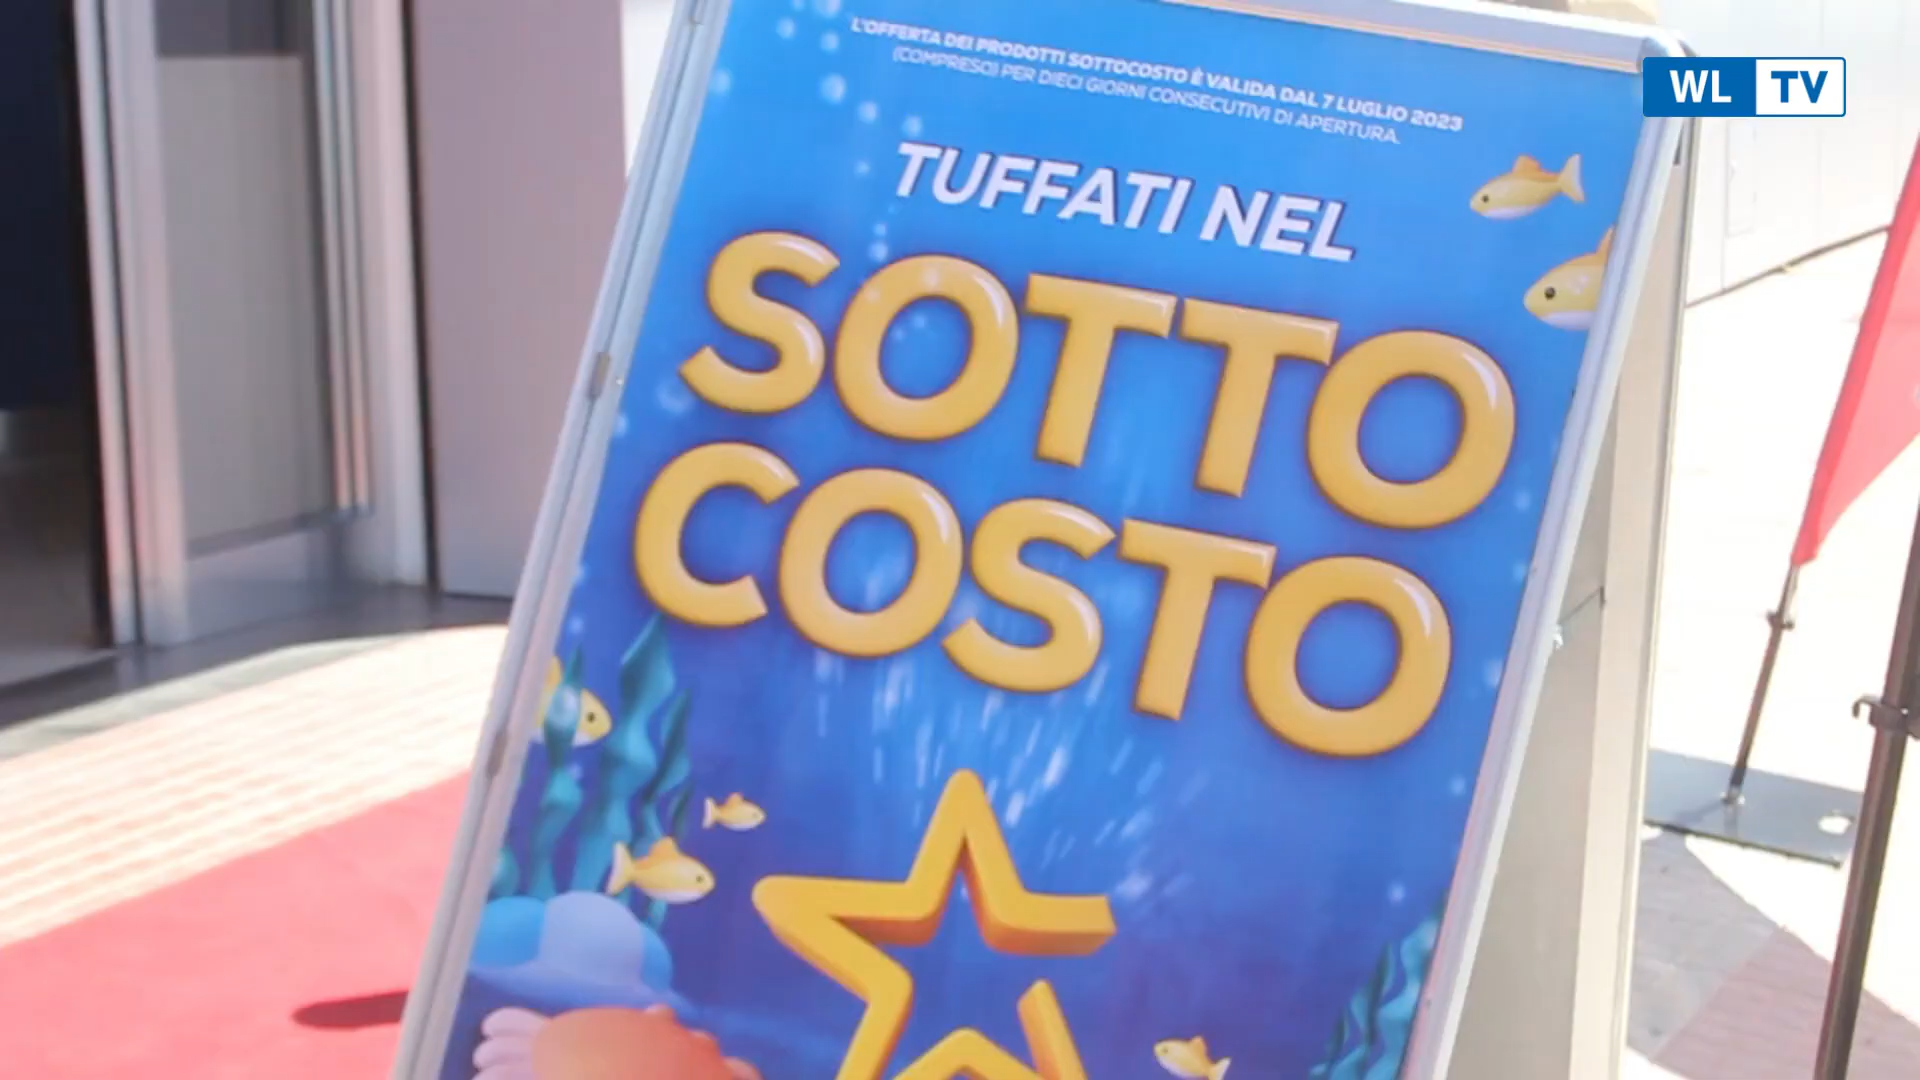 L'OFFERTA DEI PRODOTTI SOTTOCOSTO È VALIDA DAL 7 LUGLIO 2023
(COMPRESO) PER DIECI GIORNI CONSECUTIVI DI APERTURA.
WL TV
TUFFATI NEL
SOTTO
COSTO